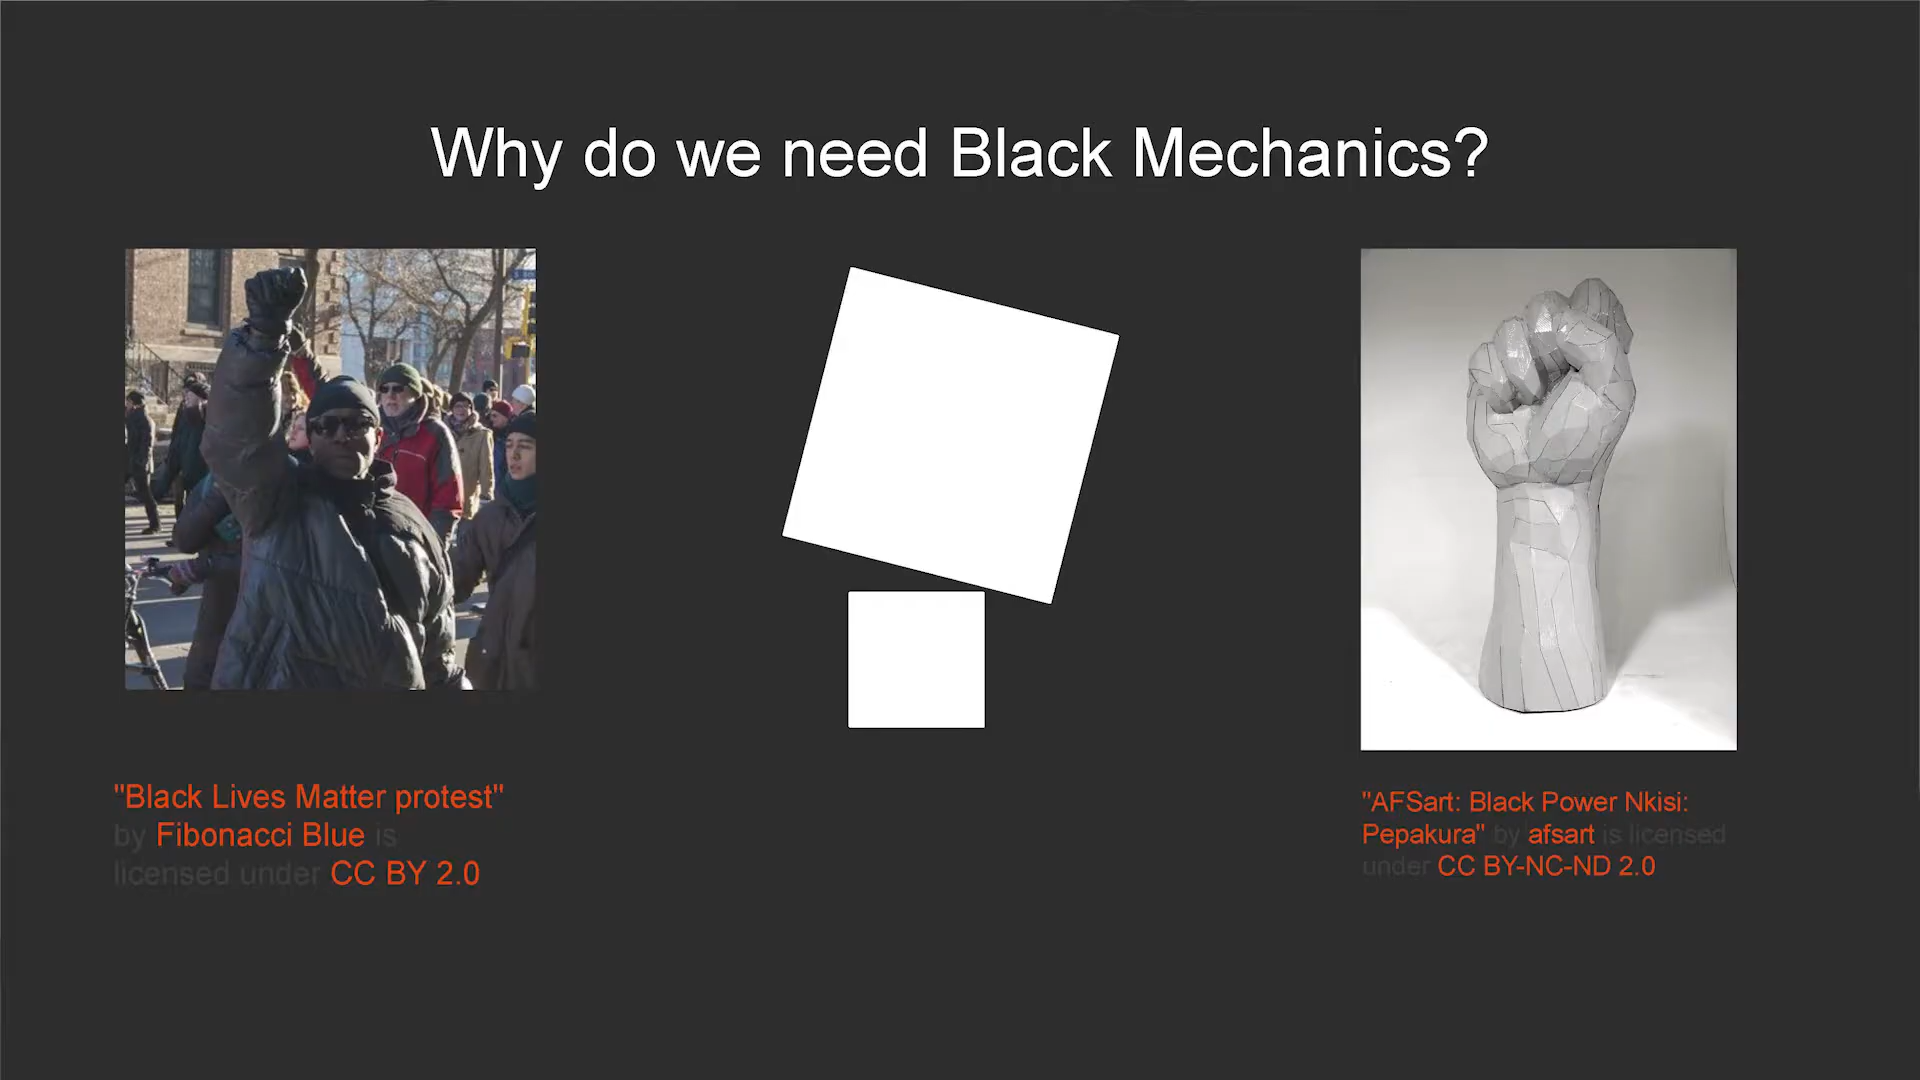 Why do we need Black Mechanics?
"Black Lives Matter protest"
by Fibonacci Blue is
licensed under CC BY 2.0
"AFSart: Black Power Nkisi:
Pepakura" by afsart is licensed
under CC BY-NC-ND 2.0